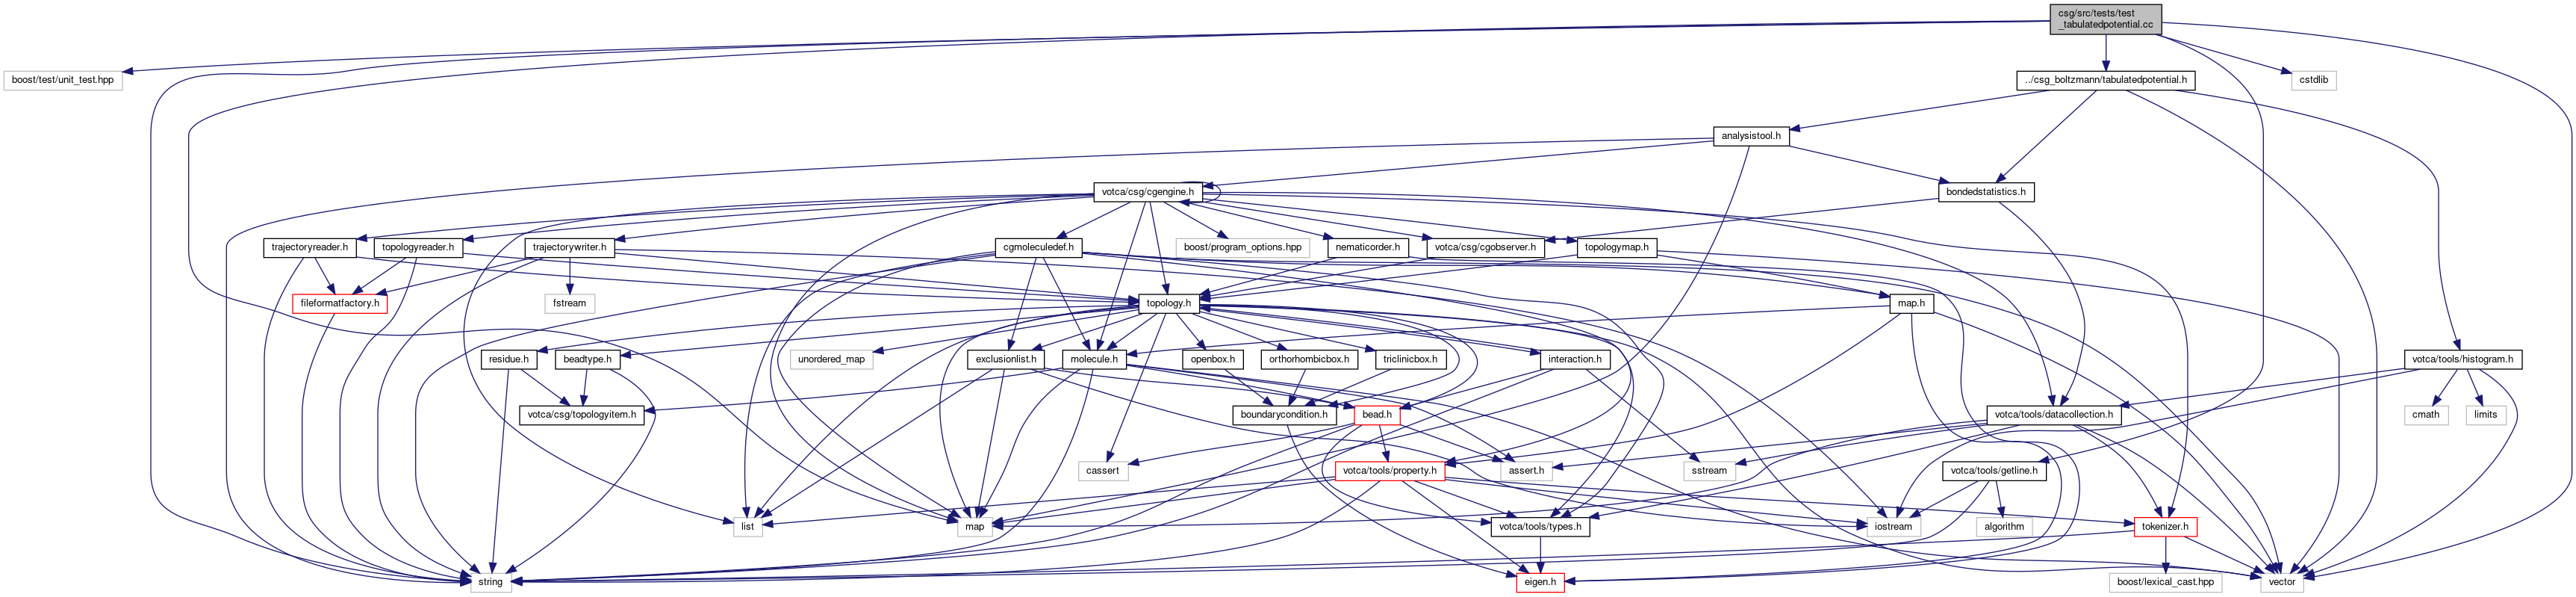 csg/src/tests/test
_tabulatedpotential.cc
boost/test/unit_test.hpp
../csg_boltzmann/tabulatedpotential.h
cstdlib
analysistool.h
votca/csg/cgengine.h
bondedstatistics.h
trajectoryreader.h
topologyreader.h
trajectorywriter.h
cgmoleculedef.h
boost/program_options.hpp
nematicorder.h
votca/csg/cgobserver.h
topologymap.h
fileformatfactory.h
fstream
topology.h
map.h
residue.h
beadtype.h
unordered_map
exclusionlist.h
molecule.h
openbox.h
orthorhombicbox.h
triclinicbox.h
interaction.h
votca/tools/histogram.h
votca/csg/topologyitem.h
boundarycondition.h
bead.h
votca/tools/datacollection.h
cmath
limits
cassert
votca/tools/property.h
assert.h
sstream
votca/tools/getline.h
list
map
votca/tools/types.h
iostream
algorithm
tokenizer.h
string
eigen.h
boost/lexical_cast.hpp
vector